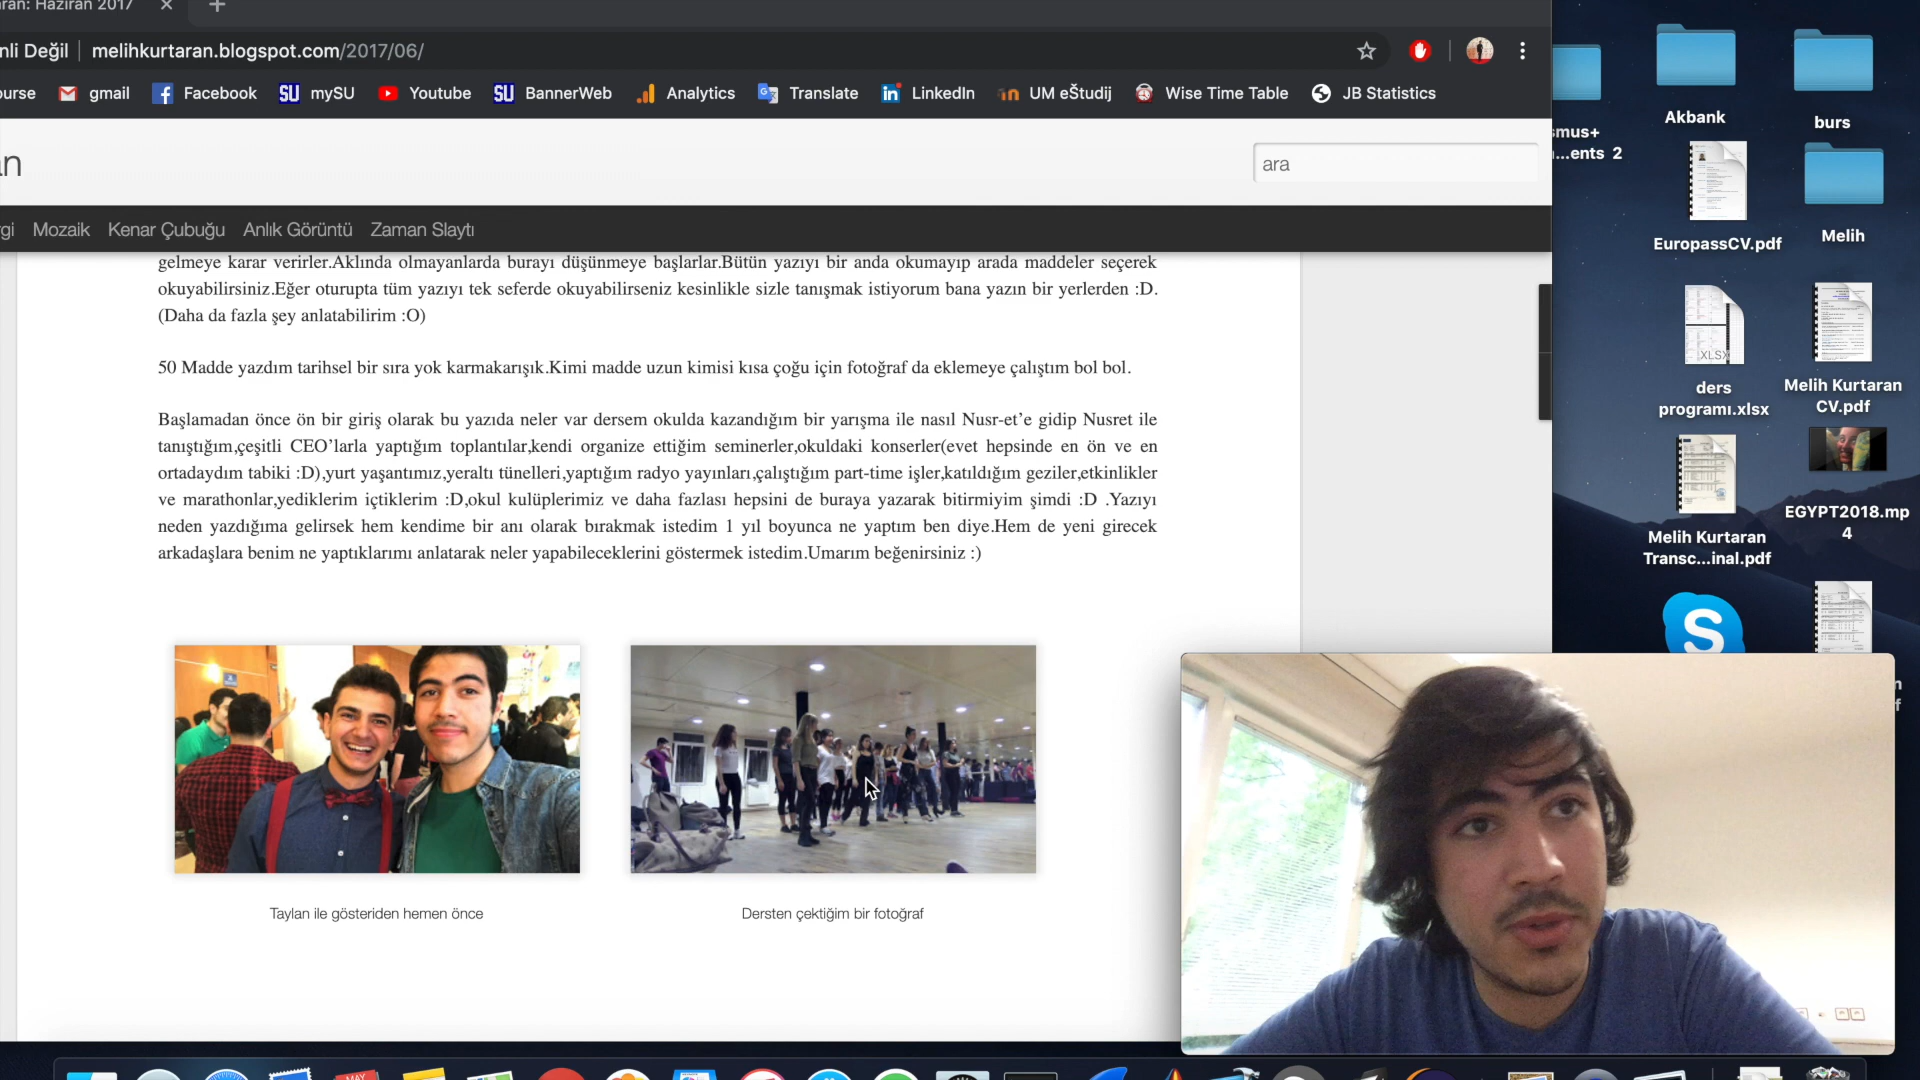 ran: Haziran 2017
nli Değil
melihkurtaran.blogspot.com/2017/06/
ourse
gmail
Facebook
SU
mySU
Youtube
SU
BannerWeb
Analytics
Translate
in
LinkedIn
UM eŠtudij
Wise Time Table
JB Statistics
an
ara
rgi
Mozaik
Kenar Çubuğu
Anlık Görüntü
Zaman Slaytı
gelmeye karar verirler.Aklında olmayanlarda burayı düşünmeye başlarlar.Bütün yazıyı bir anda okumayıp arada maddeler seçerek
okuyabilirsiniz.Eğer oturupta tüm yazıyı tek seferde okuyabilirseniz kesinlikle sizle tanışmak istiyorum bana yazın bir yerlerden :D.
(Daha da fazla şey anlatabilirim :O)
50 Madde yazdım tarihsel bir sıra yok karmakarışık.Kimi madde uzun kimisi kısa çoğu için fotoğraf da eklemeye çalıştım bol bol.
Başlamadan önce ön bir giriş olarak bu yazıda neler var dersem okulda kazandığım bir yarışma ile nasıl Nusr-et’e gidip Nusret ile
tanıştığım,çeşitli CEO’larla yaptığım toplantılar,kendi organize ettiğim seminerler,okuldaki konserler(evet hepsinde en ön ve en
ortadaydım tabiki :D),yurt yaşantımız,yeraltı tünelleri,yaptığım radyo yayınları,çalıştığım part-time işler,katıldığım geziler,etkinlikler
ve marathonlar,yediklerim içtiklerim :D,okul kulüplerimiz ve daha fazlası hepsini de buraya yazarak bitirmiyim şimdi :D .Yazıyı
neden yazdığıma gelirsek hem kendime bir anı olarak bırakmak istedim 1 yıl boyunca ne yaptım ben diye.Hem de yeni girecek
arkadaşlara benim ne yaptıklarımı anlatarak neler yapabileceklerini göstermek istedim.Umarım beğenirsiniz :)
Taylan ile gösteriden hemen önce
Dersten çektiğim bir fotoğraf
smus+
...ents 2
Akbank
burs
EuropassCV.pdf
Melih
XLSX
ders
programı.xlsx
Melih Kurtaran
CV.pdf
Melih Kurtaran
Transc...inal.pdf
EGYPT2018.mp
4
S
MAY